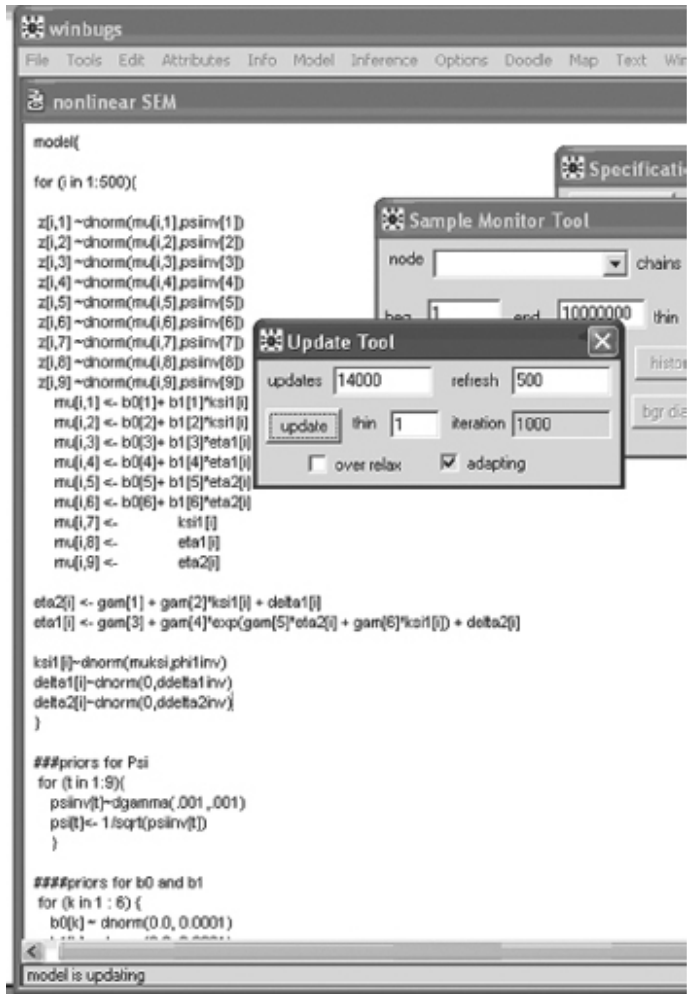 winbugs
File Tools Edit Attributes Info Model Inference Options Doodle Map Text Wir
nonlinear SEM
model{
for (i in 1:500){
z[i,1]~dnorm(mu[i,1],psiinv[1])
z[i,2]~dnorm(mu[i,2],psiinv[2])
z[i,3]~dnorm(mu[i,3],psiinv[3])
z[i,4]~dnorm(mu[i,4],psiinv[4])
z[i,5]~dnorm(mu[i,5],psiinv[5])
z[i,6]~dnorm(mu[i,6],psiinv[6])
z[i,7]~dnorm(mu[i,7],psiinv[7])
z[i,8]~dnorm(mu[i,8],psiinv[8])
z[i,9]~dnorm(mu[i,9],psiinv[9])
mu[i,1] <- b0[1]+ b1[1]*ksi1[i]
mu[i,2] <- b0[2]+ b1[2]*ksi1[i]
mu[i,3] <- b0[3]+ b1[3]*eta1[i]
mu[i,4] <- b0[4]+ b1[4]*eta1[i]
mu[i,5] <- b0[5]+ b1[5]*eta2[i]
mu[i,6] <- b0[6]+ b1[6]*eta2[i]
mu[i,7] <- ksi1[i]
mu[i,8] <- eta1[i]
mu[i,9] <- eta2[i]
eta2[i] <- gam[1] + gam[2]*ksi1[i] + delta1[i]
eta1[i] <- gam[3] + gam[4]*exp(gam[5]*eta2[i] + gam[6]*ksi1[i]) + delta2[i]
ksi1[i]~dnorm(muksi,phi1inv)
delta1[i]~dnorm(0,ddelta1inv)
delta2[i]~dnorm(0,ddelta2inv)
}
###priors for Psi
for (t in 1:9){
psiinv[t]~dgamma(.001,.001)
psi[t]<- 1/sqrt(psiinv[t])
}
####priors for b0 and b1
for (k in 1 : 6) {
b0[k] ~ dnorm(0.0, 0.0001)
model is updating
Specificati
Sample Monitor Tool
node chains
beg 1 end 10000000 thin
histor
bgr dia
Update Tool
updates 14000 refresh 500
update thin 1 iteration 1000
over relax adapting